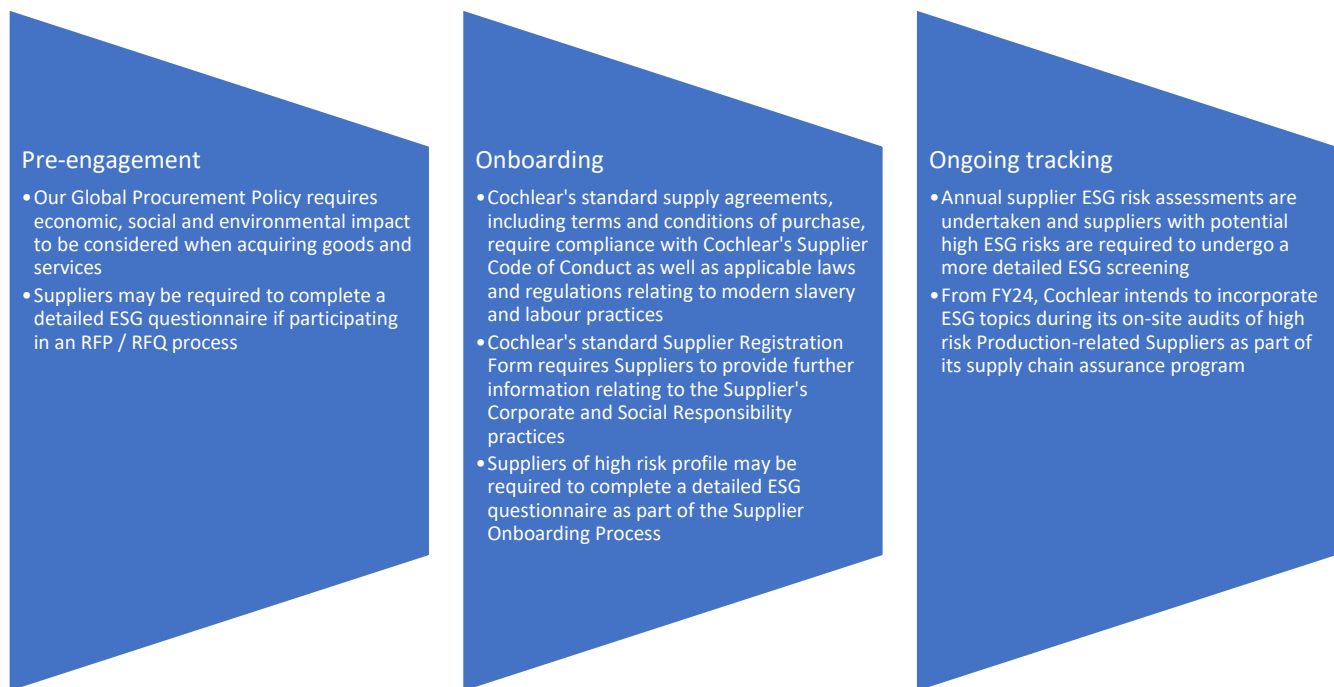 Pre-engagement
•Our Global Procurement Policy requires
economic, social and environmental impact
to be considered when acquiring goods and
services
•Suppliers may be required to complete a
detailed ESG questionnaire if participating
in an RFP / RFQ process
Onboarding
•Cochlear's standard supply agreements,
including terms and conditions of purchase,
require compliance with Cochlear's Supplier
Code of Conduct as well as applicable laws
and regulations relating to modern slavery
and labour practices
•Cochlear's standard Supplier Registration
Form requires Suppliers to provide further
information relating to the Supplier's
Corporate and Social Responsibility
practices
•Suppliers of high risk profile may be
required to complete a detailed ESG
questionnaire as part of the Supplier
Onboarding Process
Ongoing tracking
•Annual supplier ESG risk assessments are
undertaken and suppliers with potential
high ESG risks are required to undergo a
more detailed ESG screening
•From FY24, Cochlear intends to incorporate
ESG topics during its on-site audits of high
risk Production-related Suppliers as part of
its supply chain assurance program